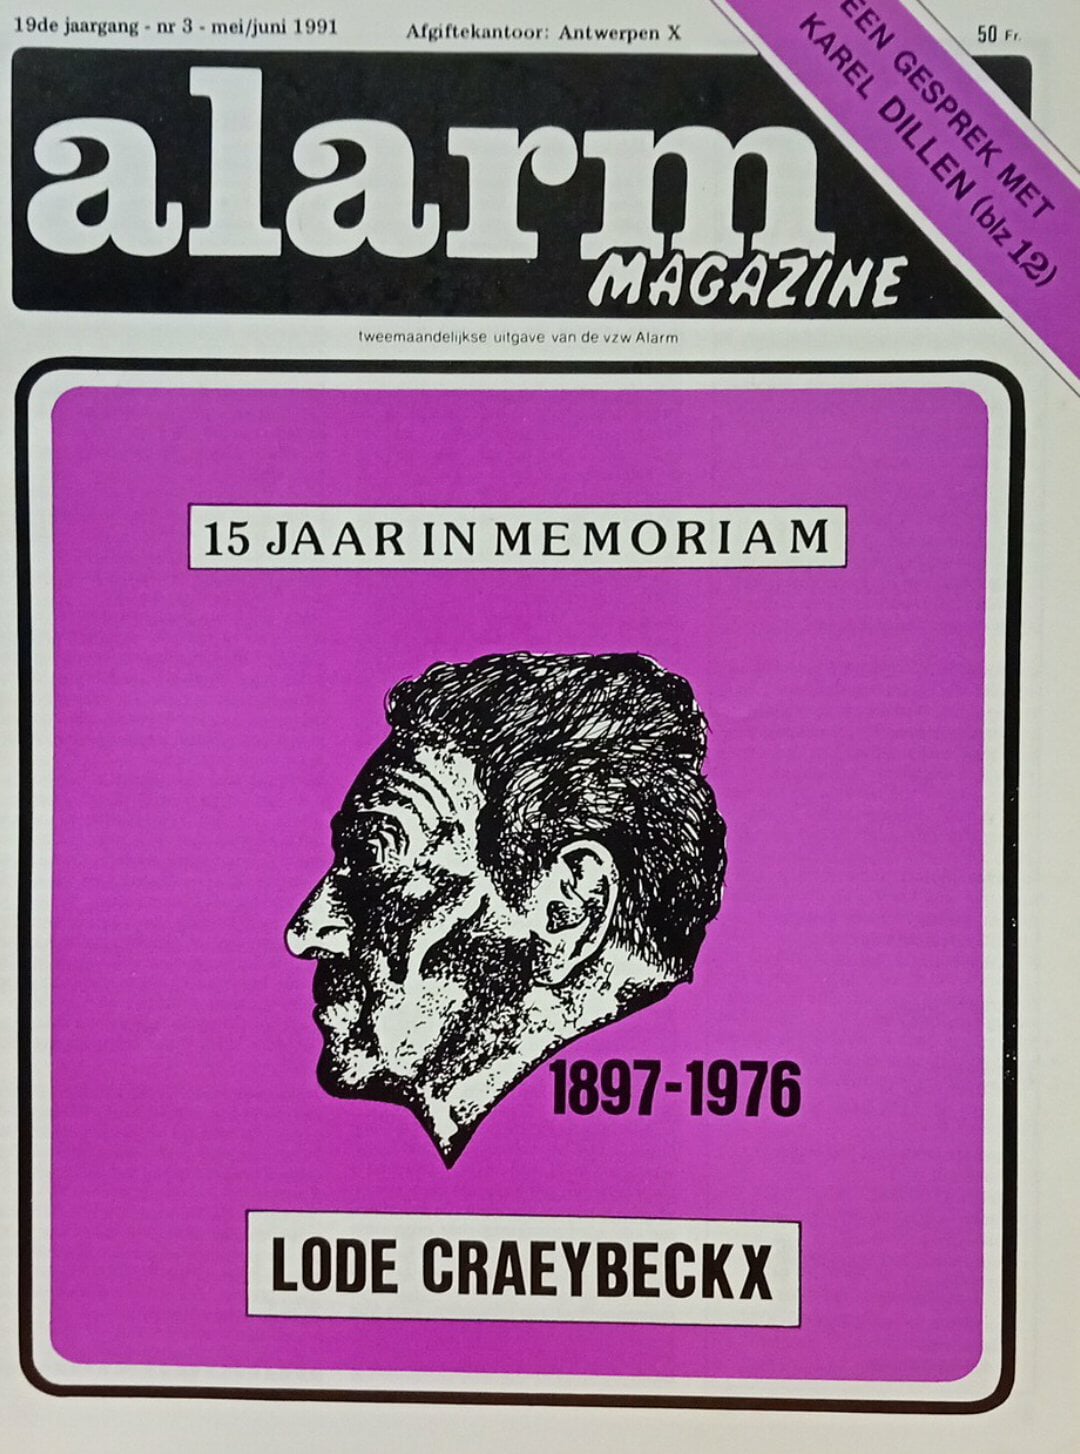 19de jaargang - nr 3 - mei/juni 1991
Afgiftekantoor: Antwerpen X
50 Fr.
EEN GESPREK MET
KAREL DILLEN (blz 12)
alarm
MAGAZINE
tweemaandelijkse uitgave van de vzw Alarm
15 JAAR IN MEMORIAM
1897-1976
LODE CRAEYBECKX